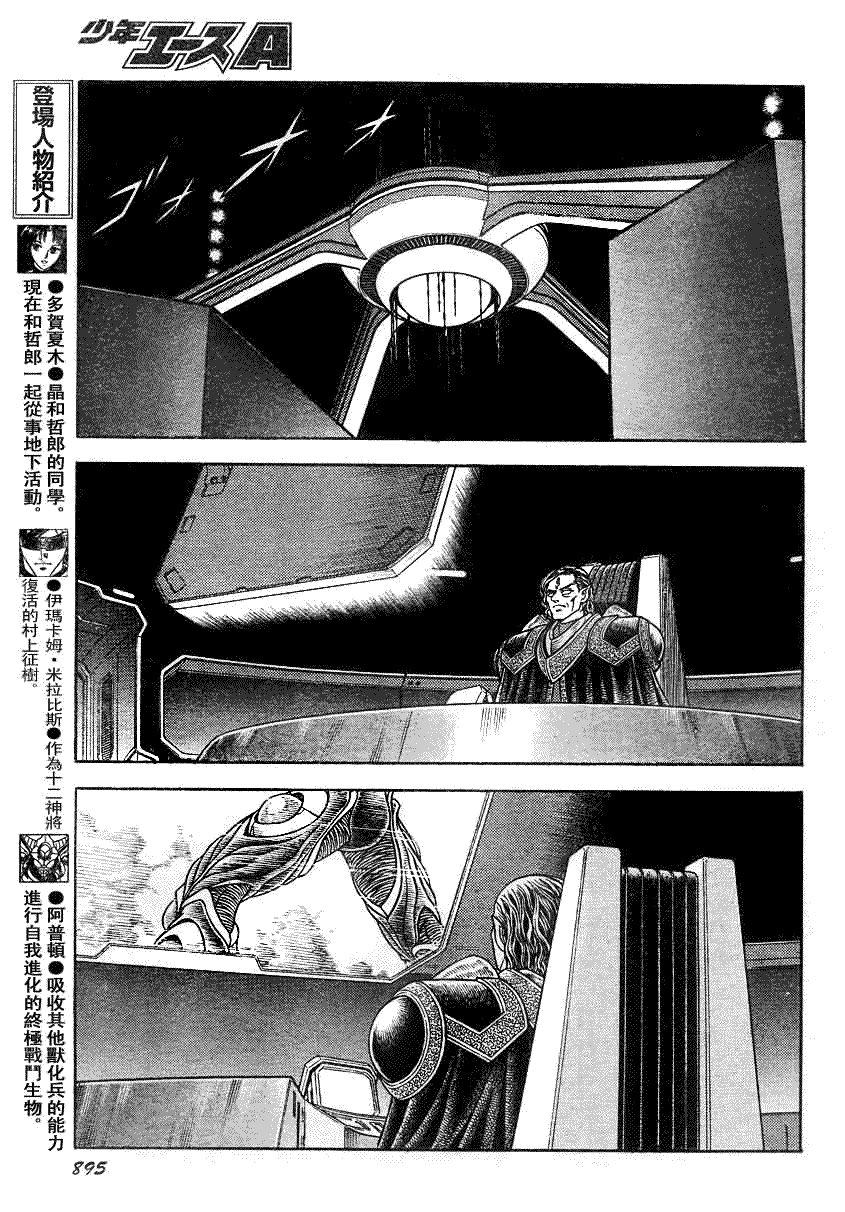 少年エースA
登場人物紹介
●多賀夏木●晶和哲郎的同學。
現在和哲郎一起從事地下活動。
●伊瑪卡姆・米拉比斯●作為十二神將
復活的村上征樹。
●阿普頓●吸收其他獸化兵的能力
進行自我進化的終極戰鬥生物。
ブンンン
895